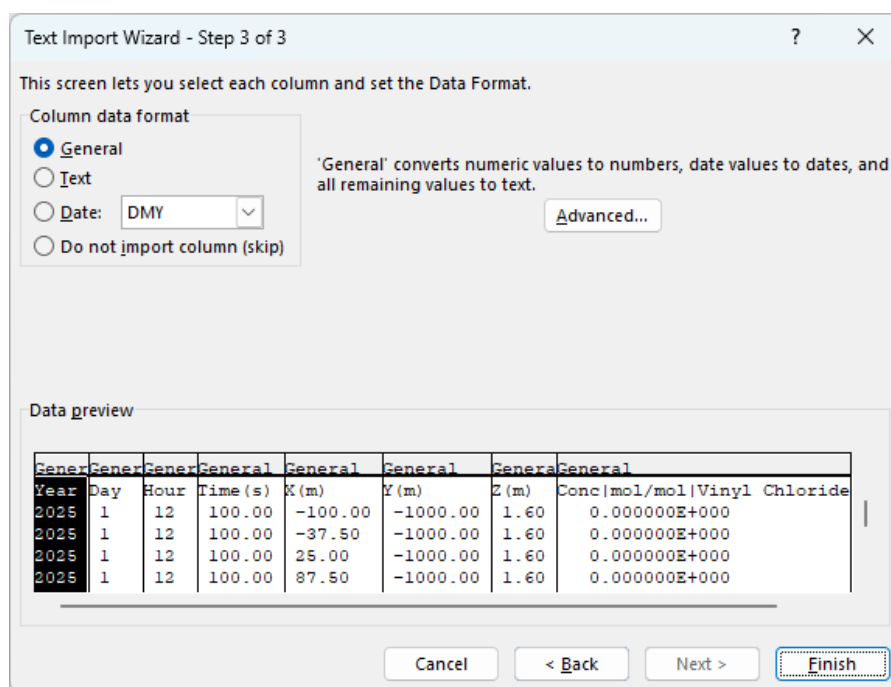 Text Import Wizard - Step 3 of 3 ?
This screen lets you select each column and set the Data Format.
Column data format
General
Text
Date: DMY
Do not import column (skip)
'General' converts numeric values to numbers, date values to dates, and
all remaining values to text.
Advanced...
Data preview
Gener Gener Gener General General General Genera General
Year Day Hour Time(s) X(m) Y(m) Z(m) Conc|mol/mol|Vinyl Chloride
2025 1 12 100.00 -100.00 -1000.00 1.60 0.000000E+000
2025 1 12 100.00 -37.50 -1000.00 1.60 0.000000E+000
2025 1 12 100.00 25.00 -1000.00 1.60 0.000000E+000
2025 1 12 100.00 87.50 -1000.00 1.60 0.000000E+000
Cancel < Back Next > Finish